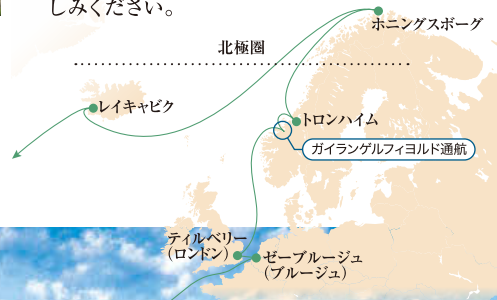 しみください。
ホニングスボーグ
北極圏
レイキャビク
トロンハイム
ガイランゲルフィヨルド通航
ティルベリー
（ロンドン）
ゼーブルージュ
（ブルージュ）